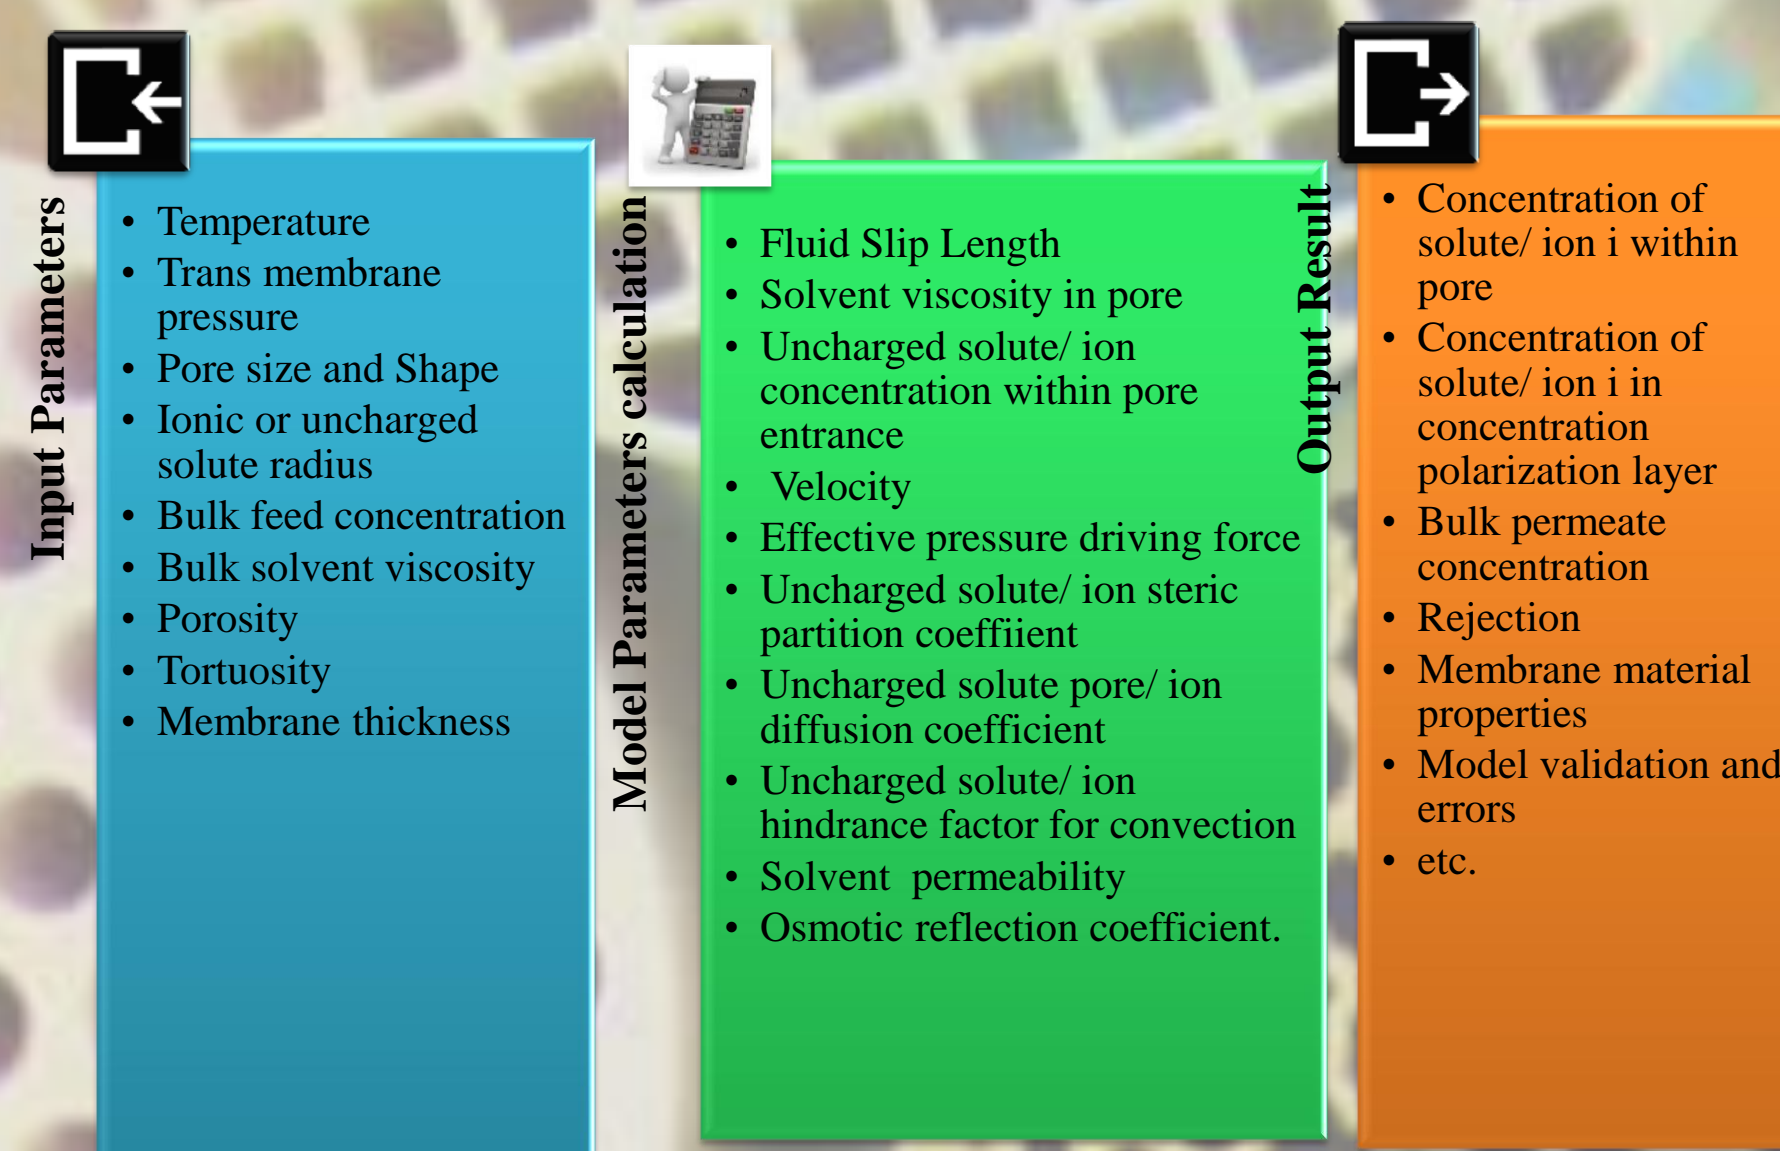 Input Parameters
• Temperature
• Trans membrane
pressure
• Pore size and Shape
• Ionic or uncharged
solute radius
• Bulk feed concentration
• Bulk solvent viscosity
• Porosity
• Tortuosity
• Membrane thickness
Model Parameters calculation
• Fluid Slip Length
• Solvent viscosity in pore
• Uncharged solute/ ion
concentration within pore
entrance
• Velocity
• Effective pressure driving force
• Uncharged solute/ ion steric
partition coeffiient
• Uncharged solute pore/ ion
diffusion coefficient
• Uncharged solute/ ion
hindrance factor for convection
• Solvent  permeability
• Osmotic reflection coefficient.
Output Result
• Concentration of
solute/ ion i within
pore
• Concentration of
solute/ ion i in
concentration
polarization layer
• Bulk permeate
concentration
• Rejection
• Membrane material
properties
• Model validation and
errors
• etc.